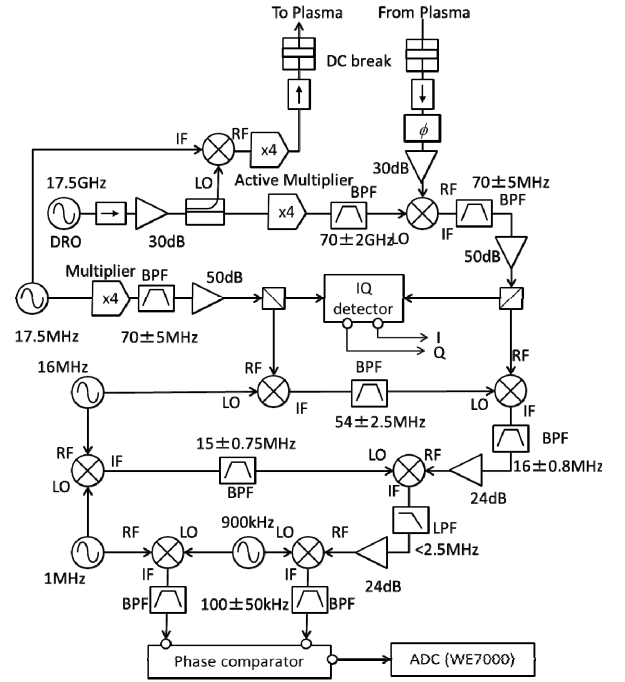 To Plasma
From Plasma
DC break
IF
RF
x4
ϕ
LO
30dB
17.5GHz
Active Multiplier
RF
70±5MHz
BPF
BPF
x4
DRO
30dB
70±2GHz
LO
IF
50dB
Multiplier
BPF
50dB
x4
IQ
detector
17.5MHz
70±5MHz
I
Q
16MHz
RF
BPF
RF
LO
IF
LO
IF
54±2.5MHz
15±0.75MHz
BPF
RF
IF
LO
RF
16±0.8MHz
LO
BPF
IF
24dB
LPF
RF
LO
900kHz
LO
RF
<2.5MHz
1MHz
IF
IF
24dB
BPF
100±50kHz
BPF
Phase comparator
ADC (WE7000)